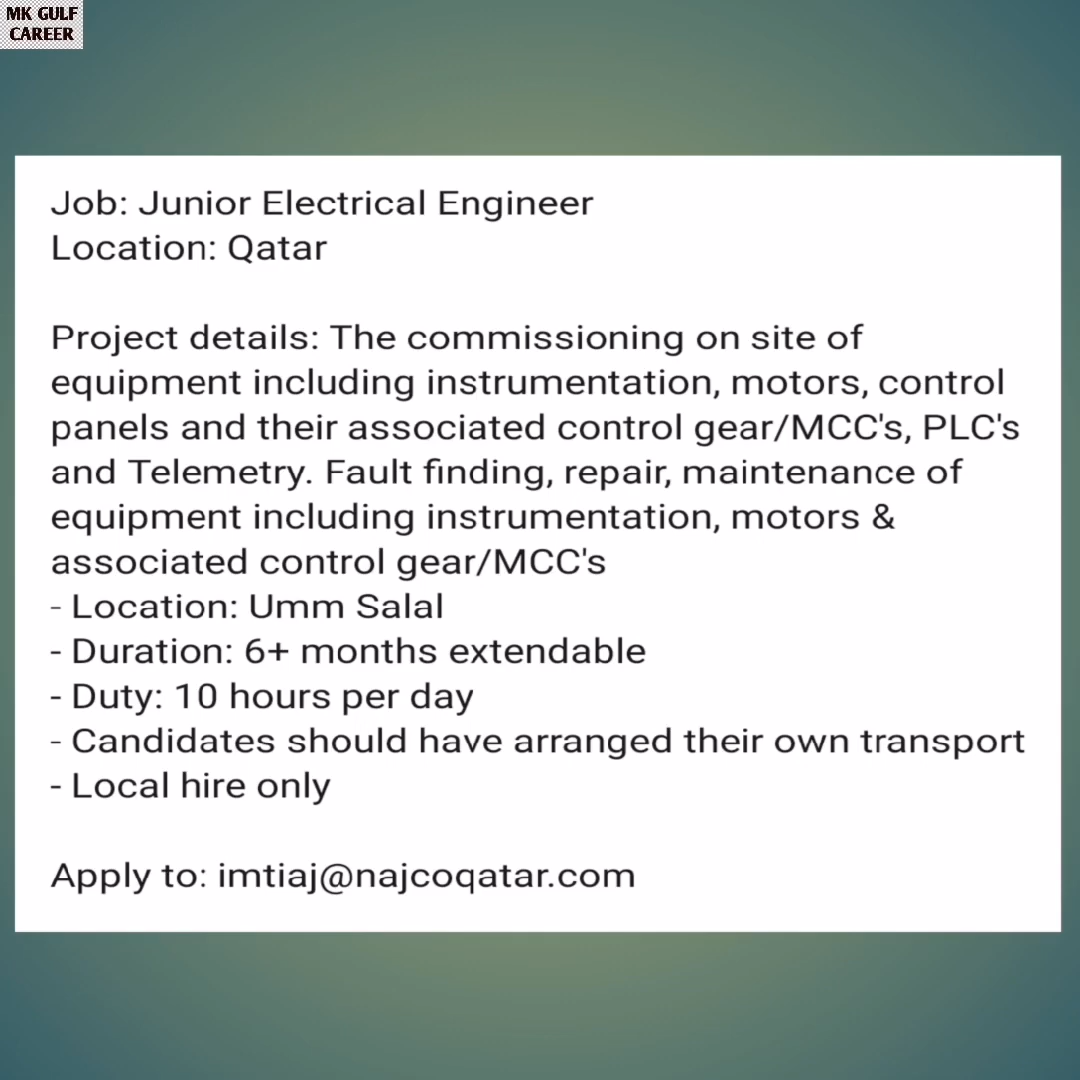 MK GULF
CAREER
Job: Junior Electrical Engineer
Location: Qatar
Project details: The commissioning on site of
equipment including instrumentation, motors, control
panels and their associated control gear/MCC's, PLC's
and Telemetry. Fault finding, repair, maintenance of
equipment including instrumentation, motors &
associated control gear/MCC's
- Location: Umm Salal
- Duration: 6+ months extendable
- Duty: 10 hours per day
- Candidates should have arranged their own transport
- Local hire only
Apply to: imtiaj@najcoqatar.com